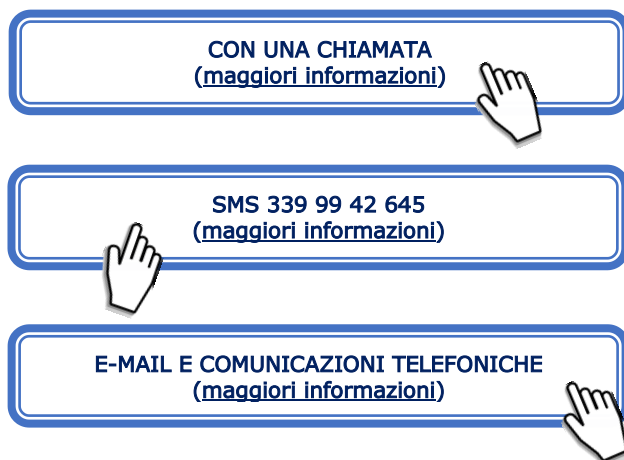 CON UNA CHIAMATA
(maggiori informazioni)
SMS 339 99 42 645
(maggiori informazioni)
E-MAIL E COMUNICAZIONI TELEFONICHE
(maggiori informazioni)